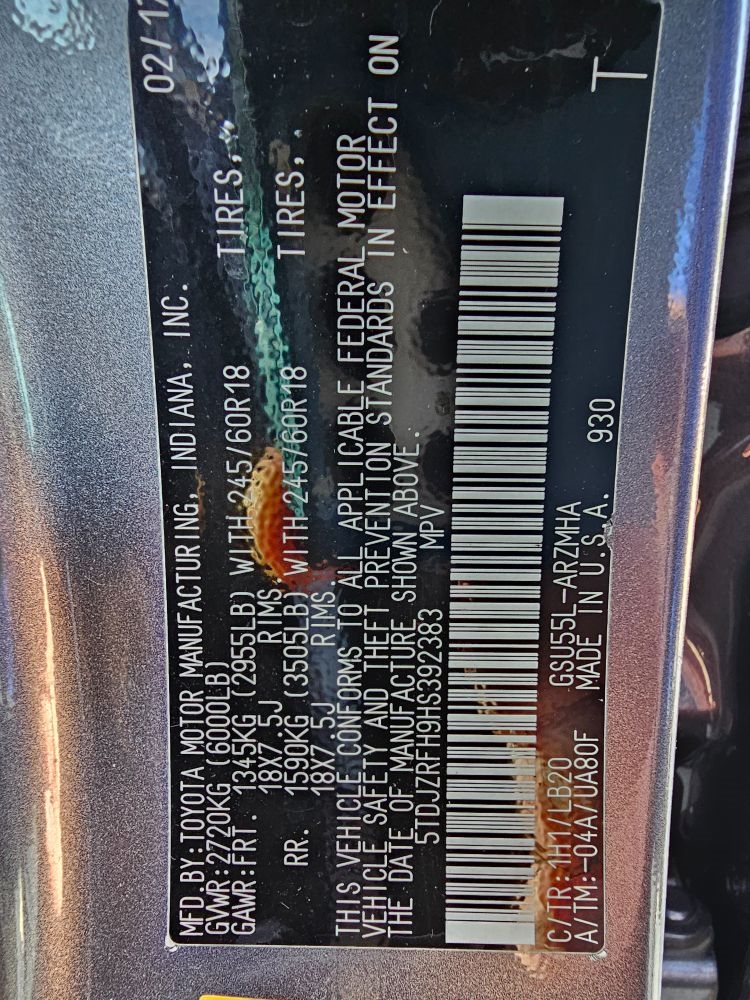 MFD.BY:TOYOTA MOTOR MANUFACTURING, INDIANA, INC. 02/17
GVWR:2720KG (6000LB)
GAWR:FRT. 1345KG (2955LB) WITH 245/60R18 TIRES,
18X7.5J RIMS
RR. 1590KG (3505LB) WITH 245/60R18 TIRES,
18X7.5J RIMS
THIS VEHICLE CONFORMS TO ALL APPLICABLE FEDERAL MOTOR
VEHICLE SAFETY AND THEFT PREVENTION STANDARDS IN EFFECT ON
THE DATE OF MANUFACTURE SHOWN ABOVE.
5TDJZRFH9HS392383 MPV
C/TR:1H1/LB20 GSU55L-ARZMHA T
A/TM:-04A/UA80F MADE IN U.S.A. 930